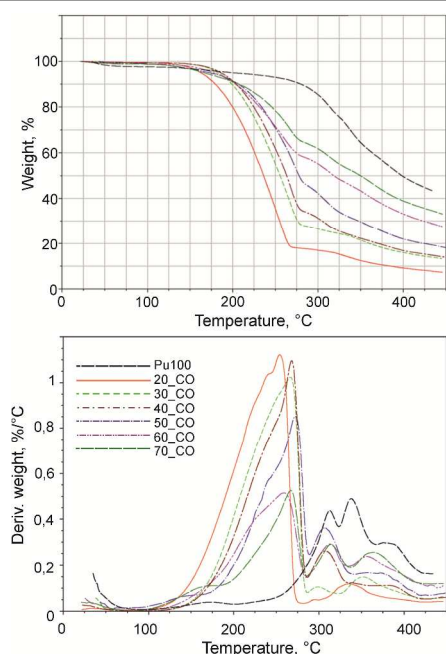 100
80
60
40
20
0
Weight, %
0 100 200 300 400
Temperature, °C
Pu100
20_CO
30_CO
40_CO
50_CO
60_CO
70_CO
1
0,8
0,6
0,4
0,2
0
Deriv. weight, %/°C
0 100 200 300 400
Temperature, °C